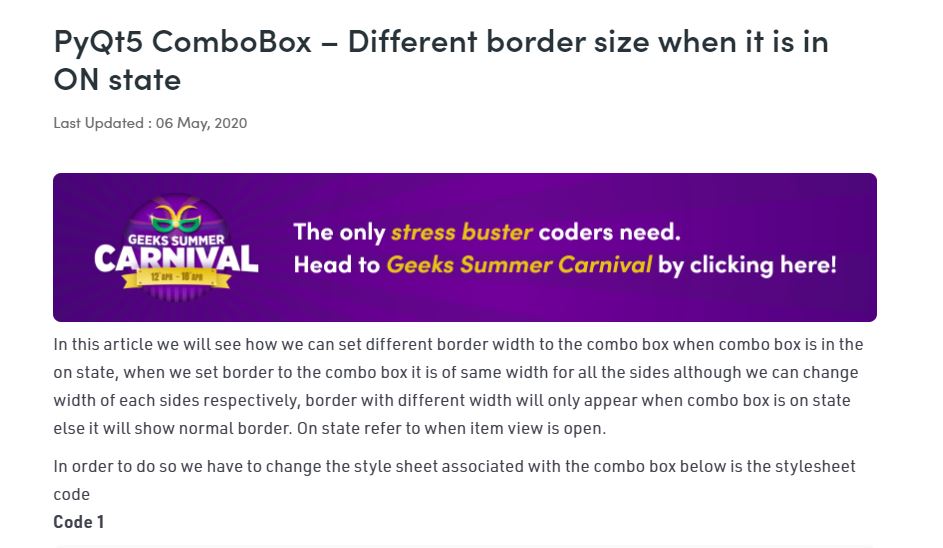 PyQt5 ComboBox – Different border size when it is in
ON state
Last Updated : 06 May, 2020
GEEKS SUMMER
CARNIVAL
12 APR - 18 APR
The only stress buster coders need.
Head to Geeks Summer Carnival by clicking here!
In this article we will see how we can set different border width to the combo box when combo box is in the
on state, when we set border to the combo box it is of same width for all the sides although we can change
width of each sides respectively, border with different width will only appear when combo box is on state
else it will show normal border. On state refer to when item view is open.
In order to do so we have to change the style sheet associated with the combo box below is the stylesheet
code
Code 1